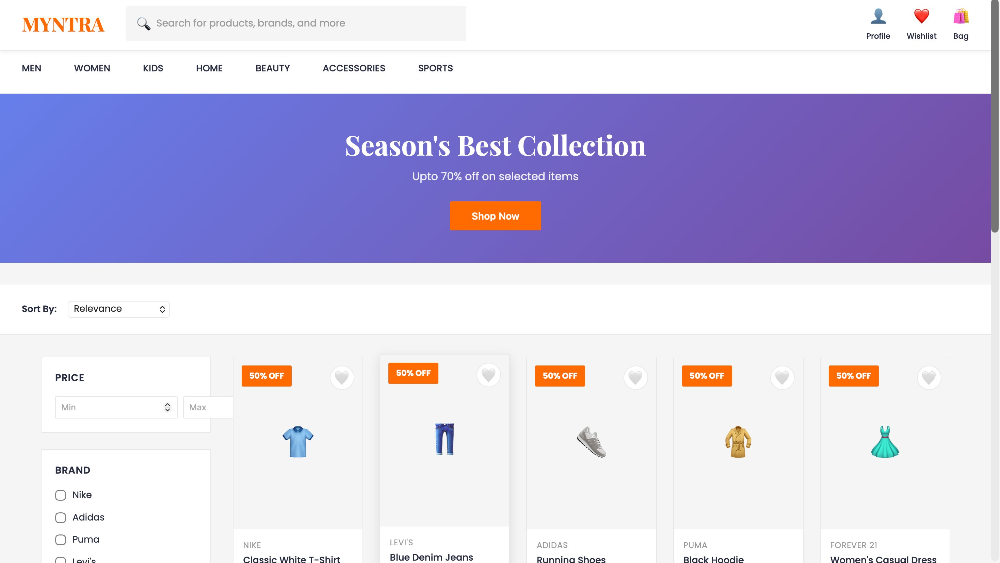 MYNTRA
Search for products, brands, and more
Profile
Wishlist
Bag
MEN
WOMEN
KIDS
HOME
BEAUTY
ACCESSORIES
SPORTS
Season's Best Collection
Upto 70% off on selected items
Shop Now
Sort By:
Relevance
PRICE
Min
Max
BRAND
Nike
Adidas
Puma
Levi's
50% OFF
NIKE
Classic White T-Shirt
50% OFF
LEVI'S
Blue Denim Jeans
50% OFF
ADIDAS
Running Shoes
50% OFF
PUMA
Black Hoodie
50% OFF
FOREVER 21
Women's Casual Dress